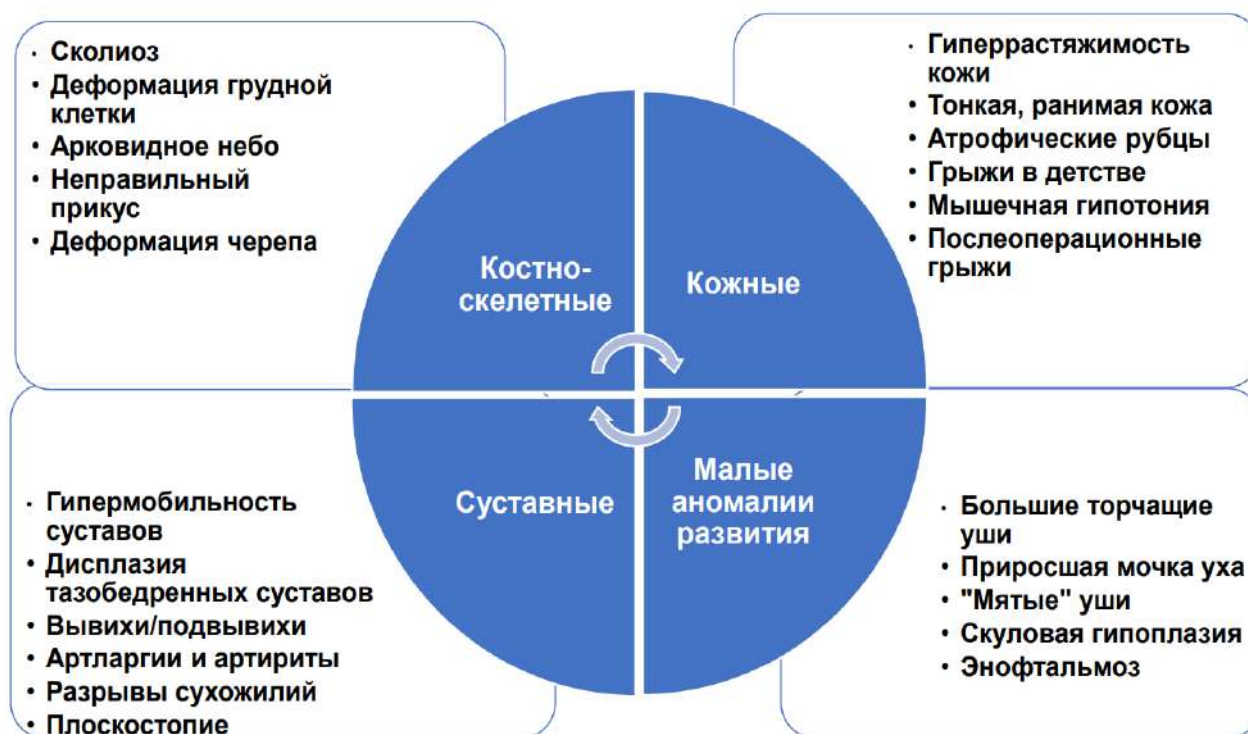 · Сколиоз
• Деформация грудной
клетки
• Арковидное небо
• Неправильный
прикус
• Деформация черепа
· Гиперрастяжимость
кожи
• Тонкая, ранимая кожа
• Атрофические рубцы
• Грыжи в детстве
• Мышечная гипотония
• Послеоперационные
грыжи
Костно-
скелетные
Кожные
Суставные
Малые
аномалии
развития
· Гипермобильность
суставов
• Дисплазия
тазобедренных суставов
• Вывихи/подвывихи
• Артларгии и артириты
• Разрывы сухожилий
• Плоскостопие
· Большие торчащие
уши
• Приросшая мочка уха
• "Мятые" уши
• Скуловая гипоплазия
• Энофтальмоз